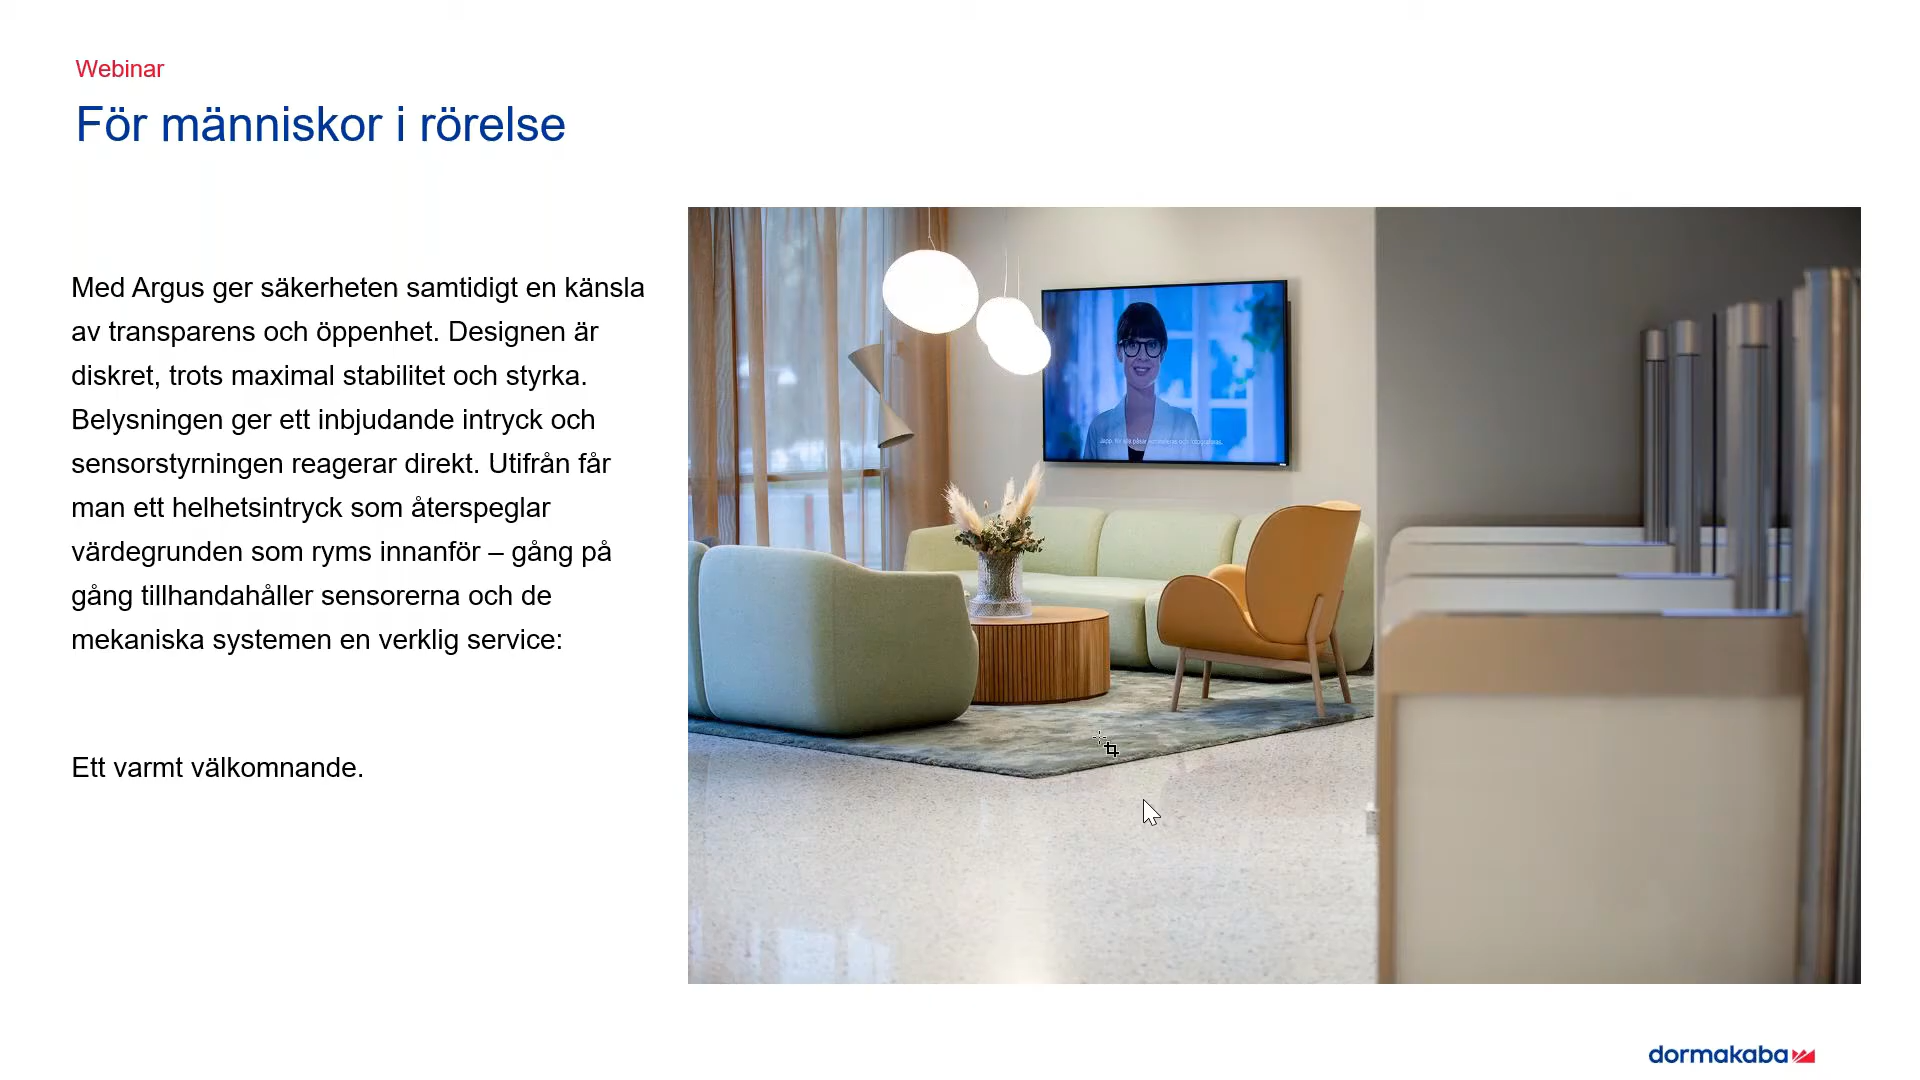 Webinar
För människor i rörelse
Med Argus ger säkerheten samtidigt en känsla
av transparens och öppenhet. Designen är
diskret, trots maximal stabilitet och styrka.
Belysningen ger ett inbjudande intryck och
sensorstyrningen reagerar direkt. Utifrån får
man ett helhetsintryck som återspeglar
värdegrunden som ryms innanför – gång på
gång tillhandahåller sensorerna och de
mekaniska systemen en verklig service:
Ett varmt välkomnande.
dormakaba